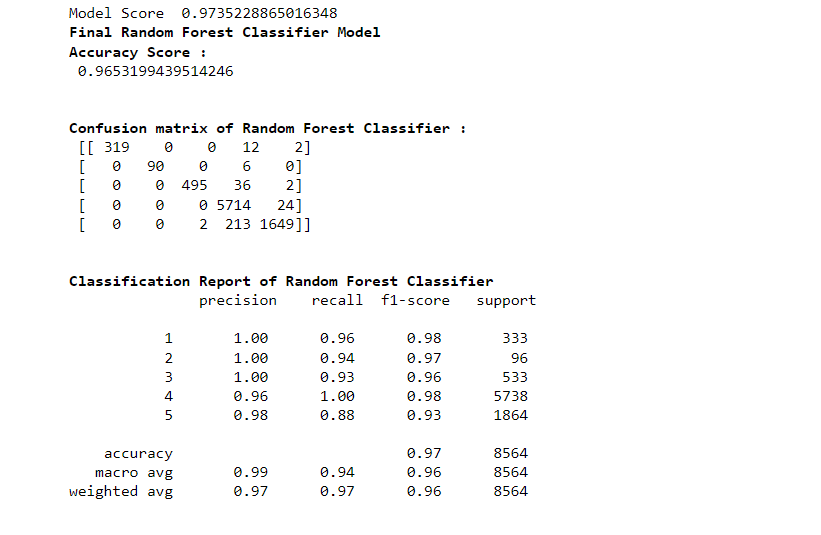 Model Score  0.9735228865016348
Final Random Forest Classifier Model
Accuracy Score :
 0.9653199439514246
Confusion matrix of Random Forest Classifier :
 [[ 319    0    0   12    2]
 [   0   90    0    6    0]
 [   0    0  495   36    2]
 [   0    0    0 5714   24]
 [   0    0    2  213 1649]]
Classification Report of Random Forest Classifier
               precision    recall  f1-score   support
           1       1.00      0.96      0.98       333
           2       1.00      0.94      0.97        96
           3       1.00      0.93      0.96       533
           4       0.96      1.00      0.98      5738
           5       0.98      0.88      0.93      1864
    accuracy                           0.97      8564
   macro avg       0.99      0.94      0.96      8564
weighted avg       0.97      0.97      0.96      8564